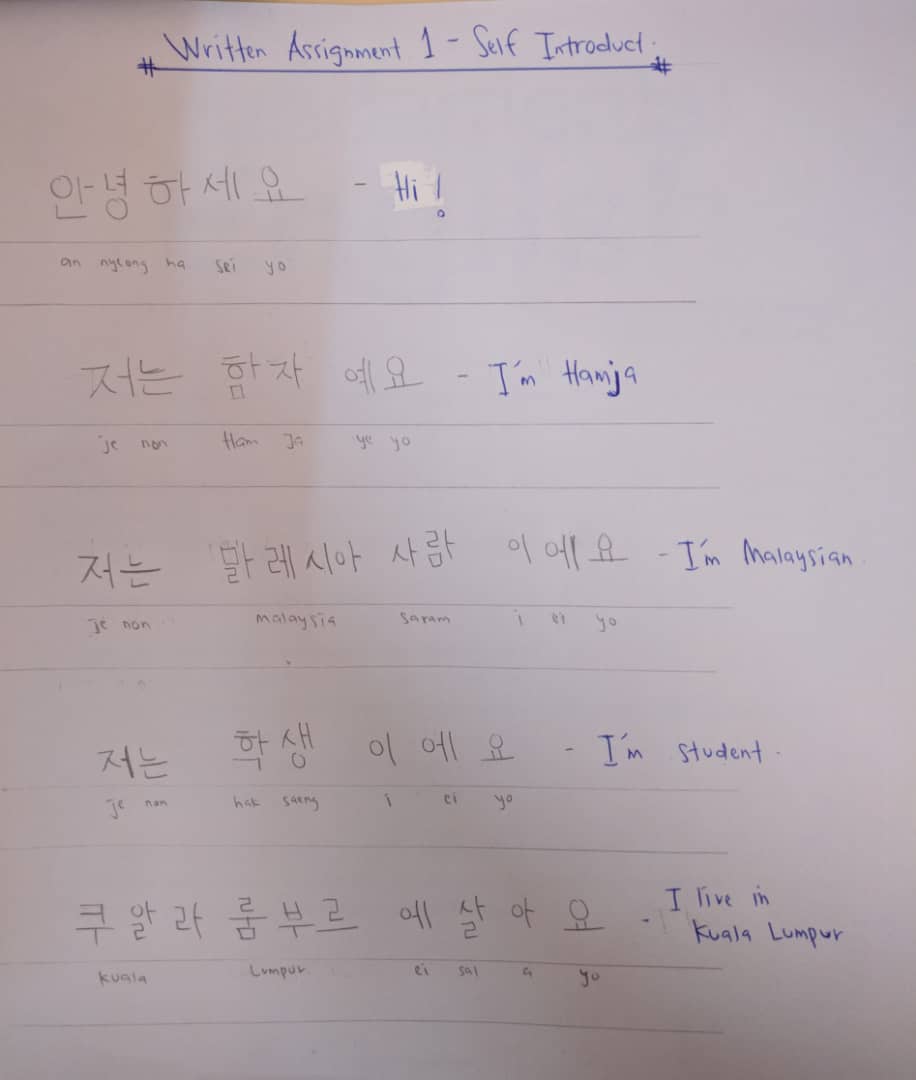 # Written Assignment 1 - Self Introduct. #
안녕하세요 - Hi!
an nyeong ha sei yo
저는 함자 예요 - I'm Hamja
je non Ham Ja ye yo
저는 말레시아 사람 이에요 - I'm Malaysian.
je non malaysia saram i ei yo
저는 학생 이에요 - I'm student.
je non hak saeng i ei yo
쿠알라 룸부르 에 살아요 - I live in
Kuala Lumpur
kuala Lumpur ei sal a yo